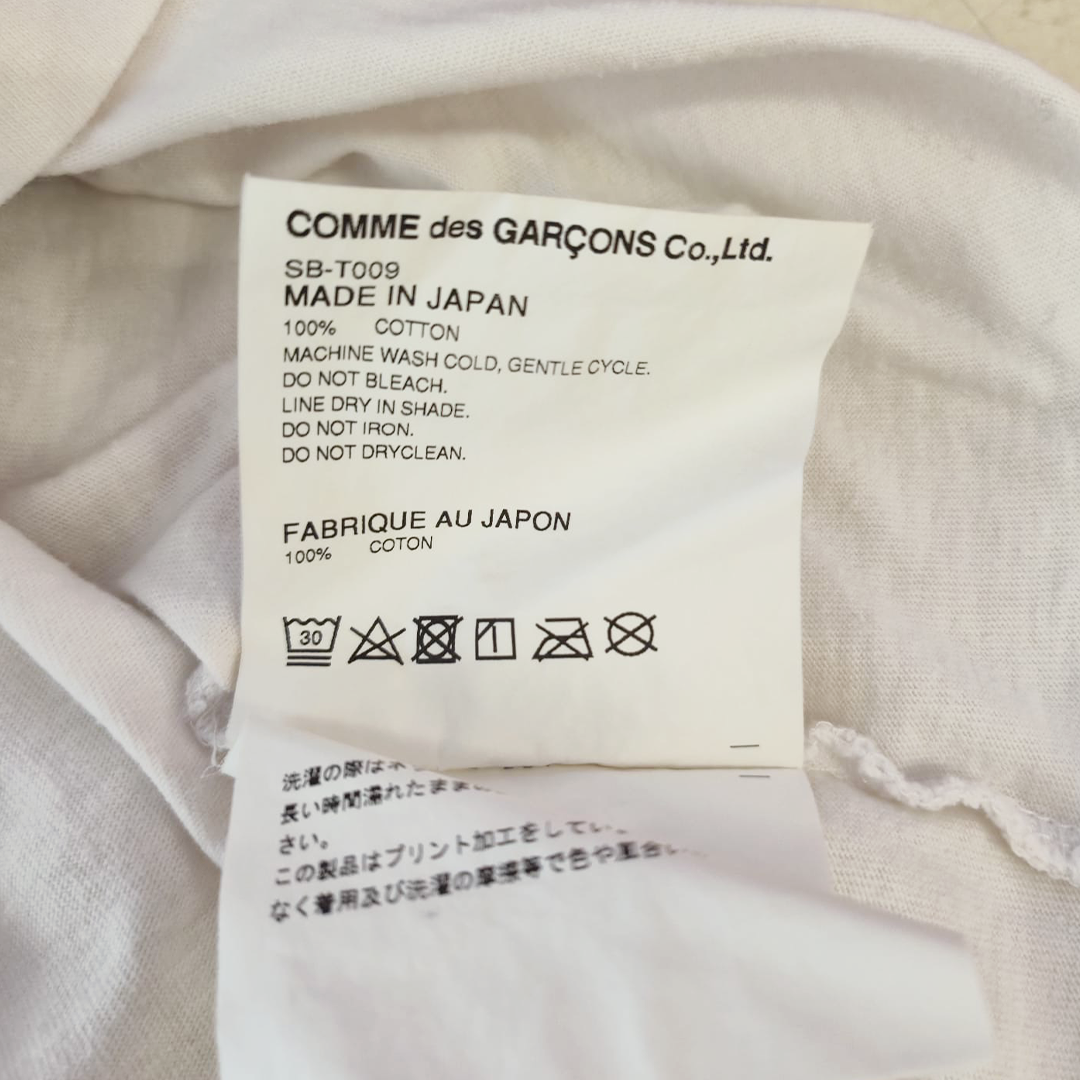 COMME des GARÇONS Co.,Ltd.
SB-T009
MADE IN JAPAN
100% COTTON
MACHINE WASH COLD, GENTLE CYCLE.
DO NOT BLEACH.
LINE DRY IN SHADE.
DO NOT IRON.
DO NOT DRYCLEAN.
FABRIQUE AU JAPON
100% COTON
30
洗濯の際は
長い時間濡れたまま
さい。
この製品はプリント加工をしてい
なく着用及び洗濯の摩擦等で色や風合い